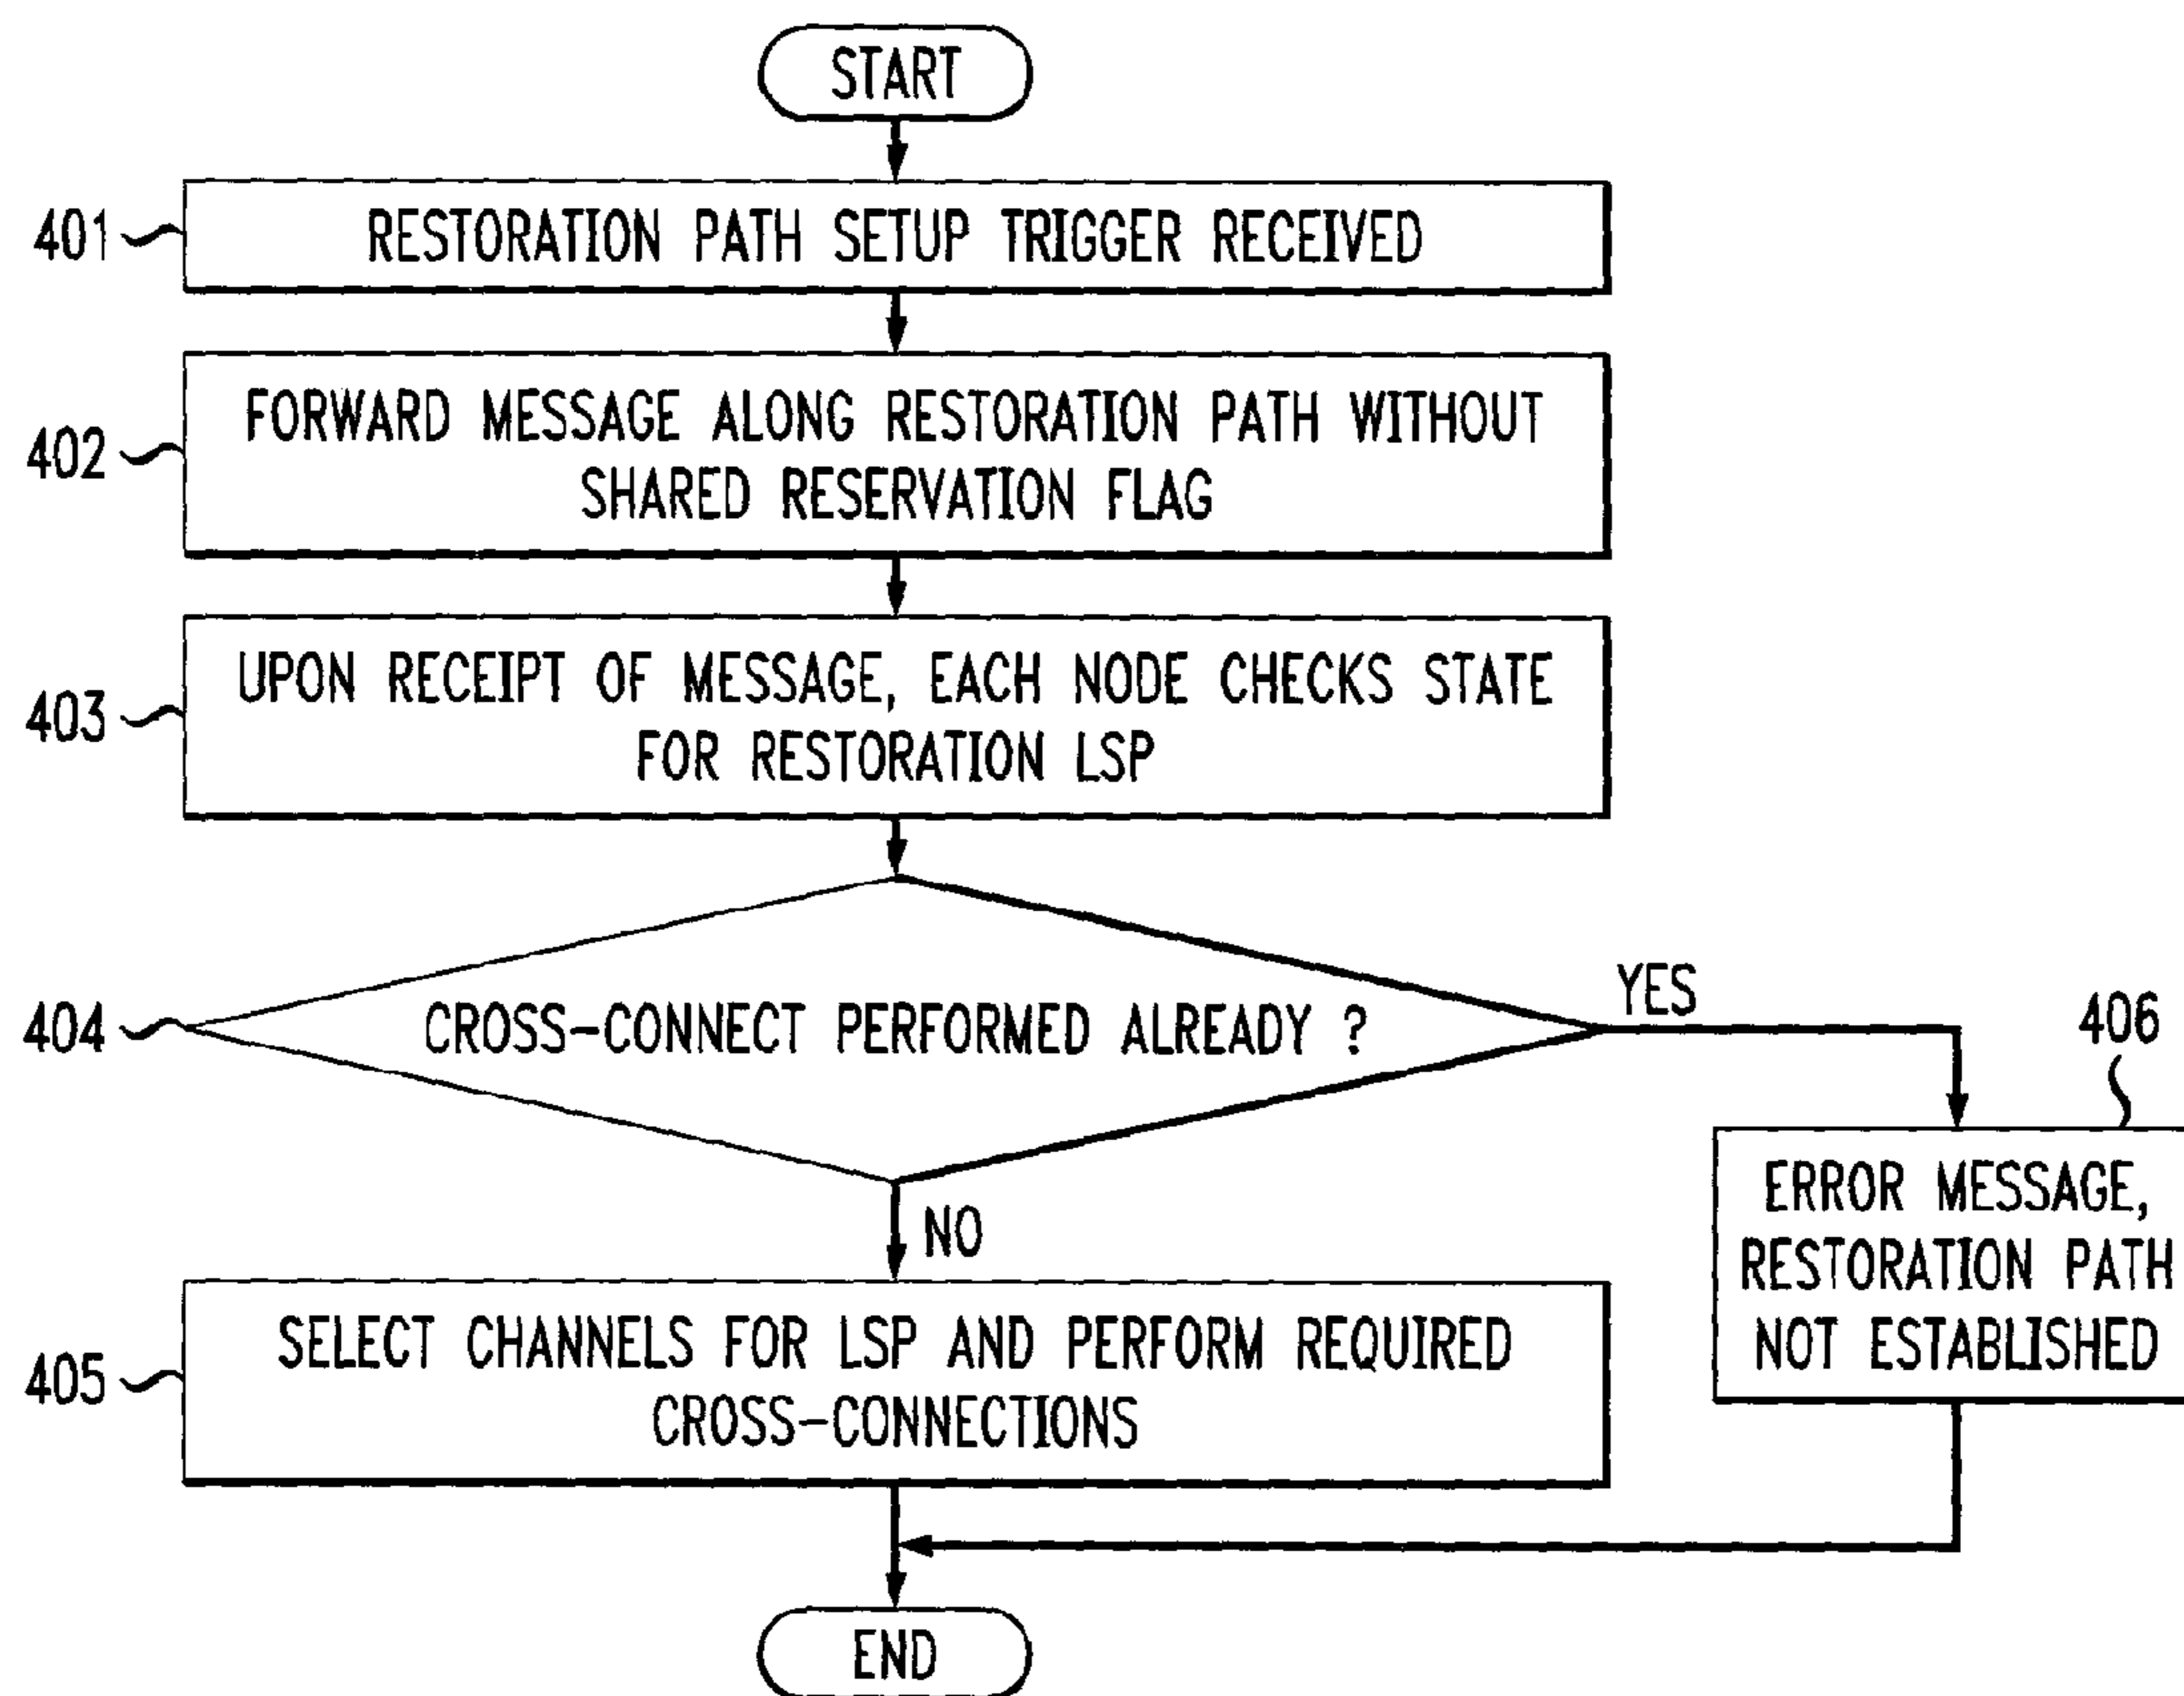 START
401
RESTORATION PATH SETUP TRIGGER RECEIVED
402
FORWARD MESSAGE ALONG RESTORATION PATH WITHOUT
SHARED RESERVATION FLAG
403
UPON RECEIPT OF MESSAGE, EACH NODE CHECKS STATE
FOR RESTORATION LSP
404
CROSS-CONNECT PERFORMED ALREADY ?
YES
406
ERROR MESSAGE,
RESTORATION PATH
NOT ESTABLISHED
NO
405
SELECT CHANNELS FOR LSP AND PERFORM REQUIRED
CROSS-CONNECTIONS
END